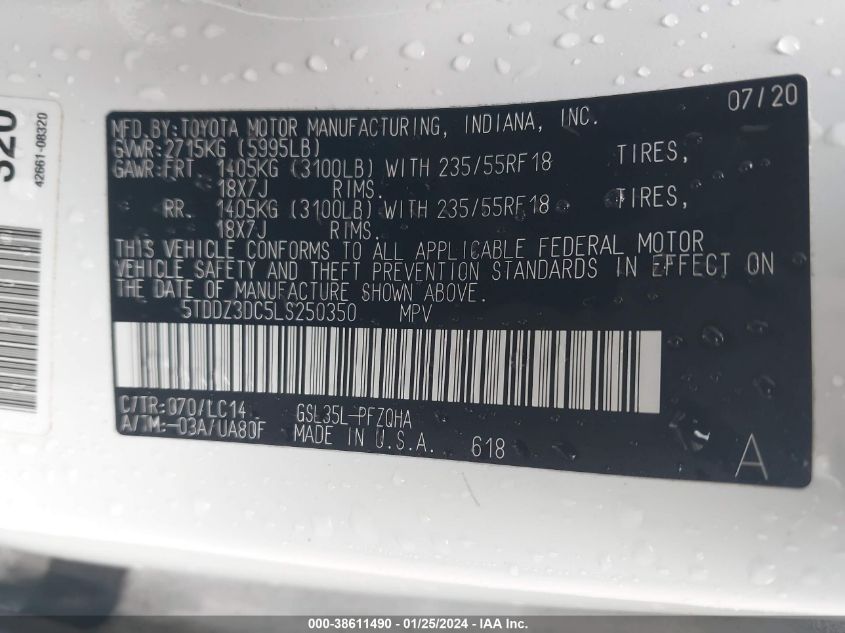 320
42661-08320
07/20
MFD.BY:TOYOTA MOTOR MANUFACTURING, INDIANA, INC.
GVWR:2715KG (5995LB)
GAWR:FRT. 1405KG (3100LB) WITH 235/55RF18 TIRES,
18X7J RIMS.
RR. 1405KG (3100LB) WITH 235/55RF18 TIRES,
18X7J RIMS.
THIS VEHICLE CONFORMS TO ALL APPLICABLE FEDERAL MOTOR
VEHICLE SAFETY AND THEFT PREVENTION STANDARDS IN EFFECT ON
THE DATE OF MANUFACTURE SHOWN ABOVE.
5TDDZ3DC5LS250350 MPV
C/TR:070/LC14 GSL35L-PFZQHA
A/TM:-03A/UA80F MADE IN U.S.A. 618
A
000-38611490 - 01/25/2024 - IAA Inc.